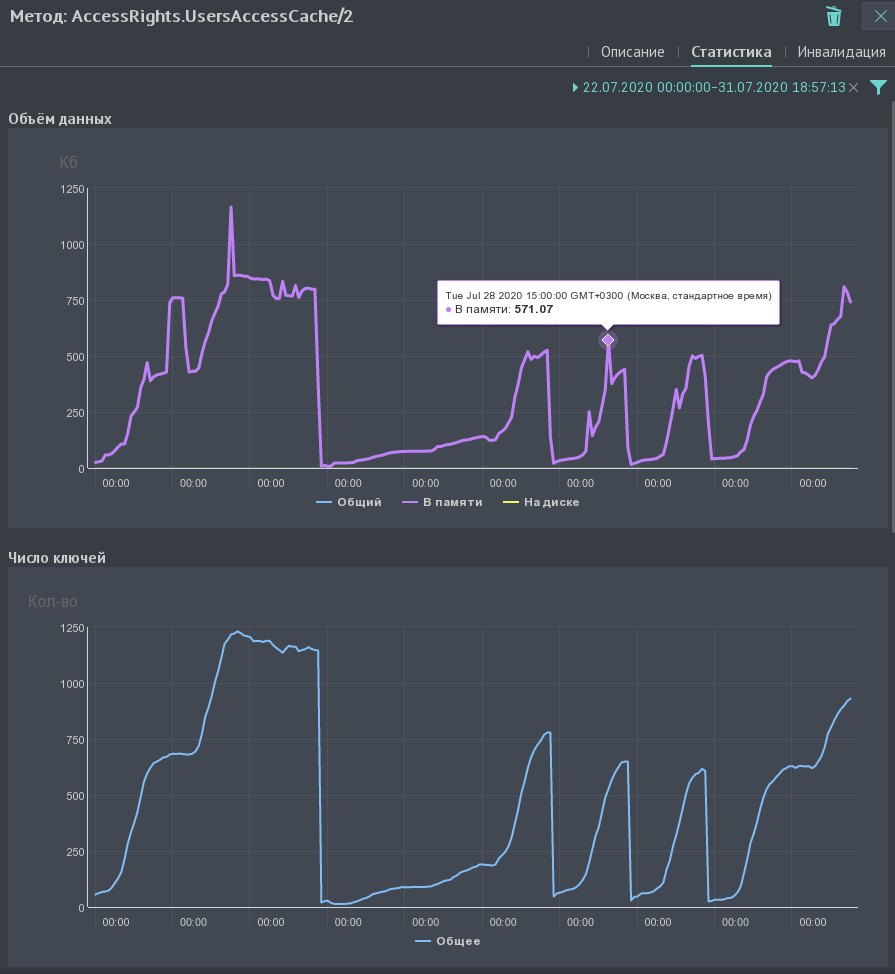 Метод: AccessRights.UsersAccessCache/2
Описание
Статистика
Инвалидация
22.07.2020 00:00:00-31.07.2020 18:57:13
Объём данных
Кб
1250
1000
750
500
250
0
Tue Jul 28 2020 15:00:00 GMT+0300 (Москва, стандартное время)
В памяти: 571.07
00:00 00:00 00:00 00:00 00:00 00:00 00:00 00:00 00:00 00:00
Общий В памяти На диске
Число ключей
Кол-во
1250
1000
750
500
250
0
00:00 00:00 00:00 00:00 00:00 00:00 00:00 00:00 00:00 00:00
Общее